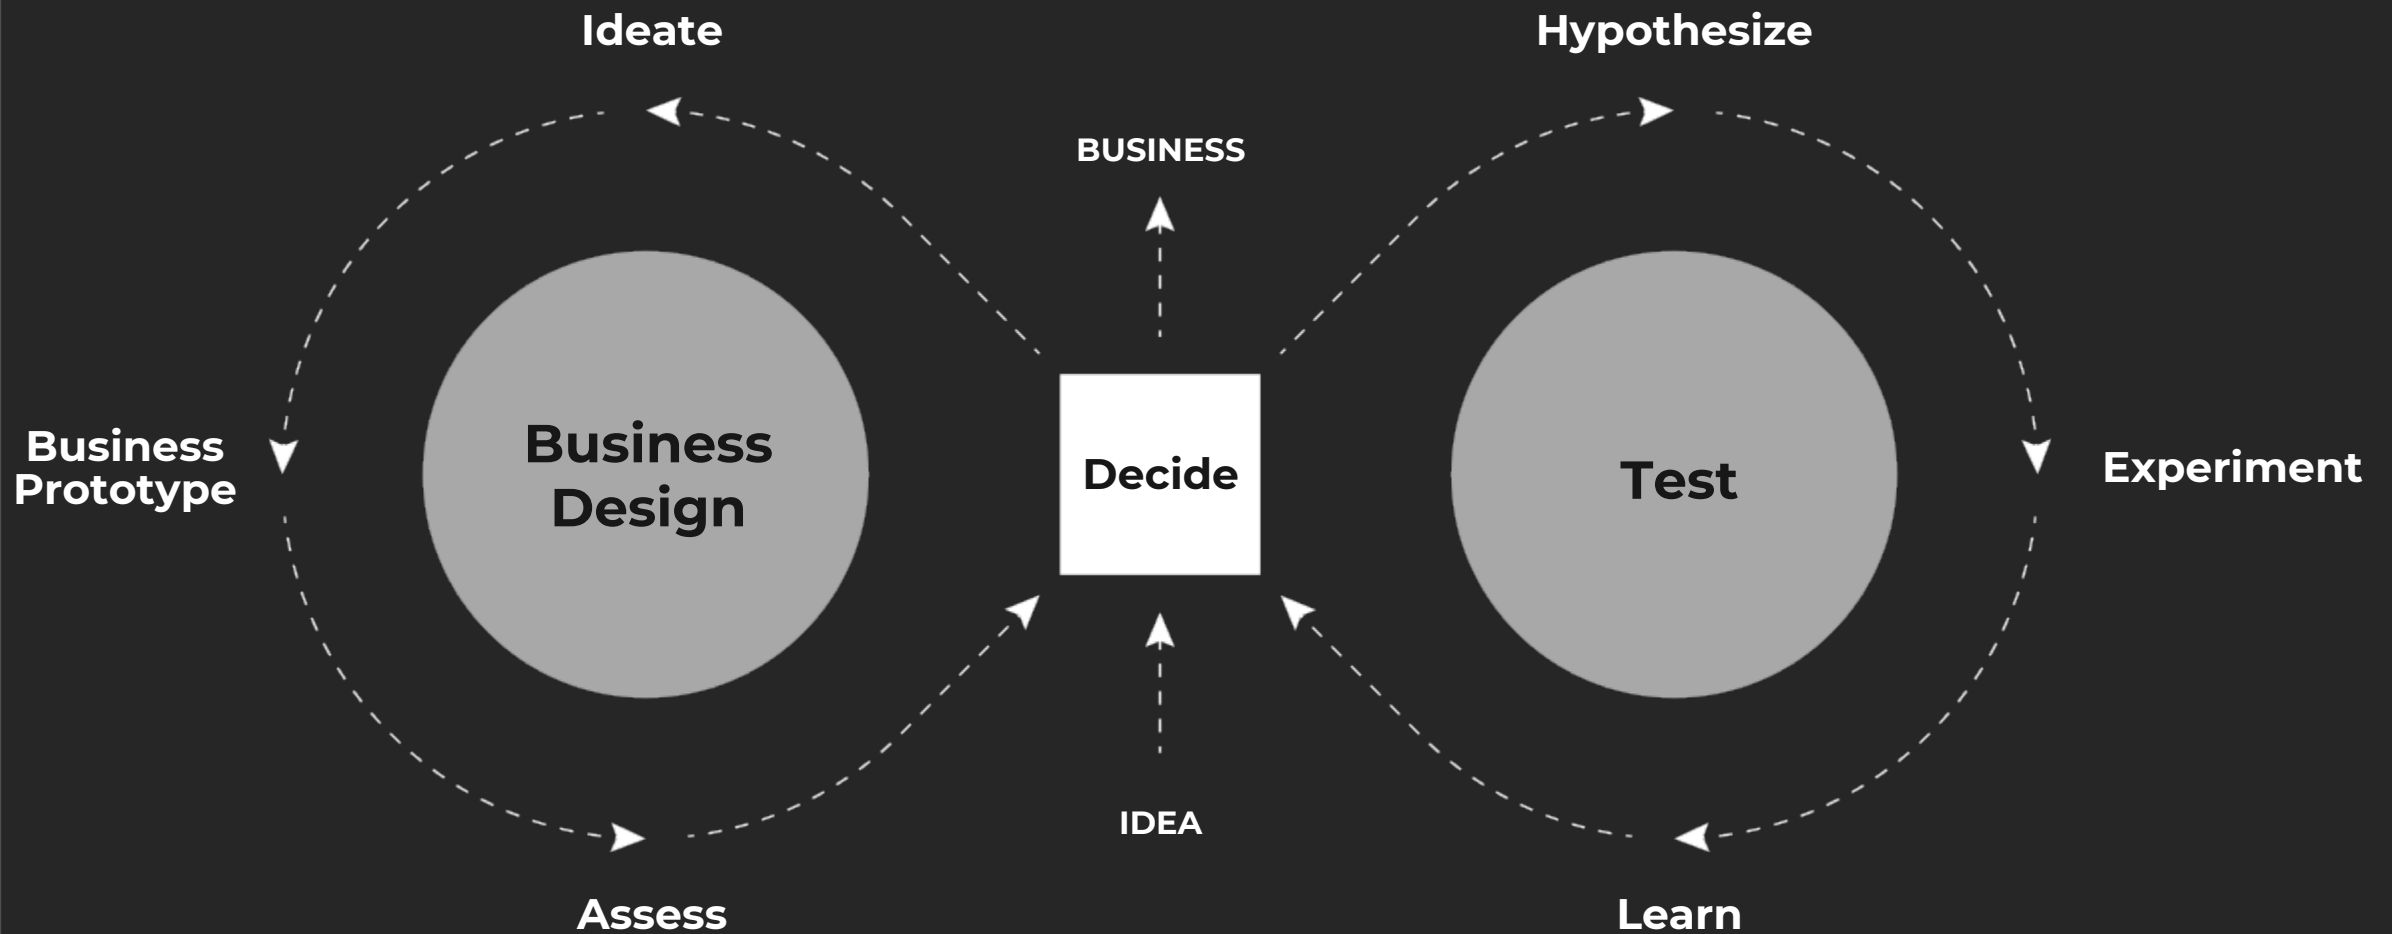 Ideate
Hypothesize
BUSINESS
Business
Prototype
Business
Design
Decide
Test
Experiment
IDEA
Assess
Learn